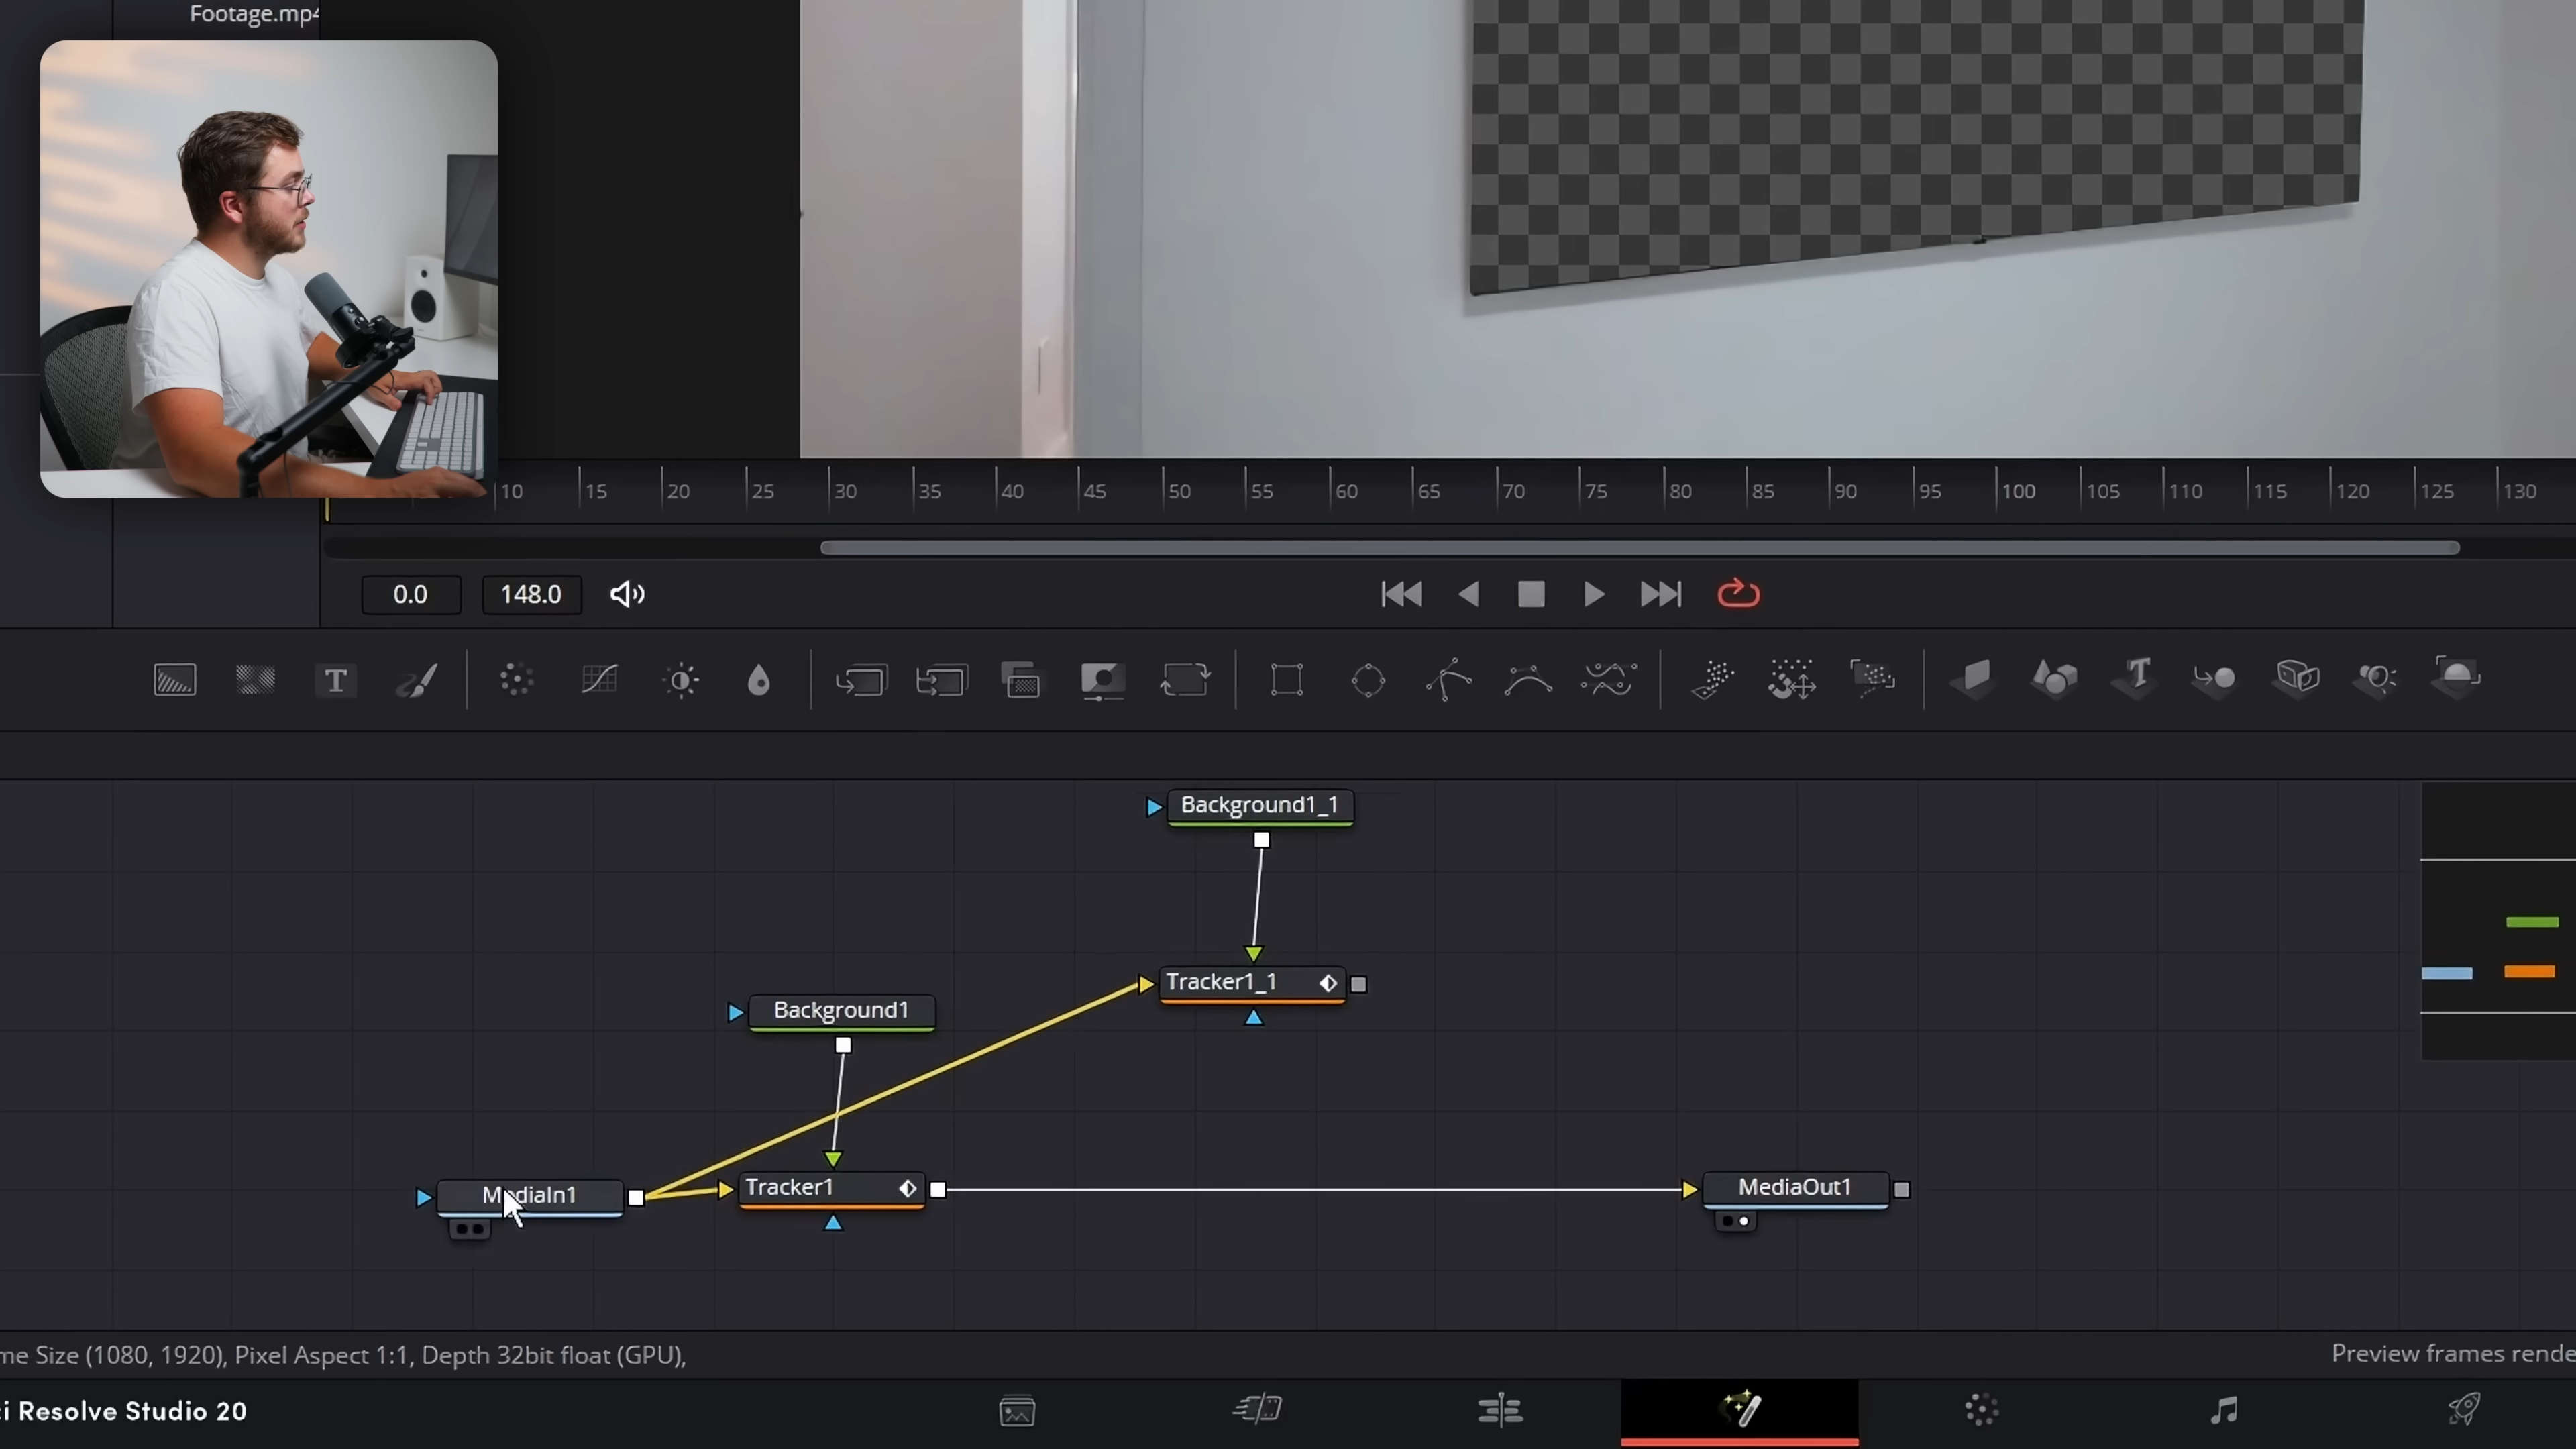 Footage.mp4
10 15 20 25 30 35 40 45 50 55 60 65 70 75 80 85 90 95 100 105 110 115 120 125 130
0.0 148.0
T
T
Background1_1
Tracker1_1
Background1
MediaIn1
Tracker1
MediaOut1
me Size (1080, 1920), Pixel Aspect 1:1, Depth 32bit float (GPU),
Preview frames rende
ci Resolve Studio 20